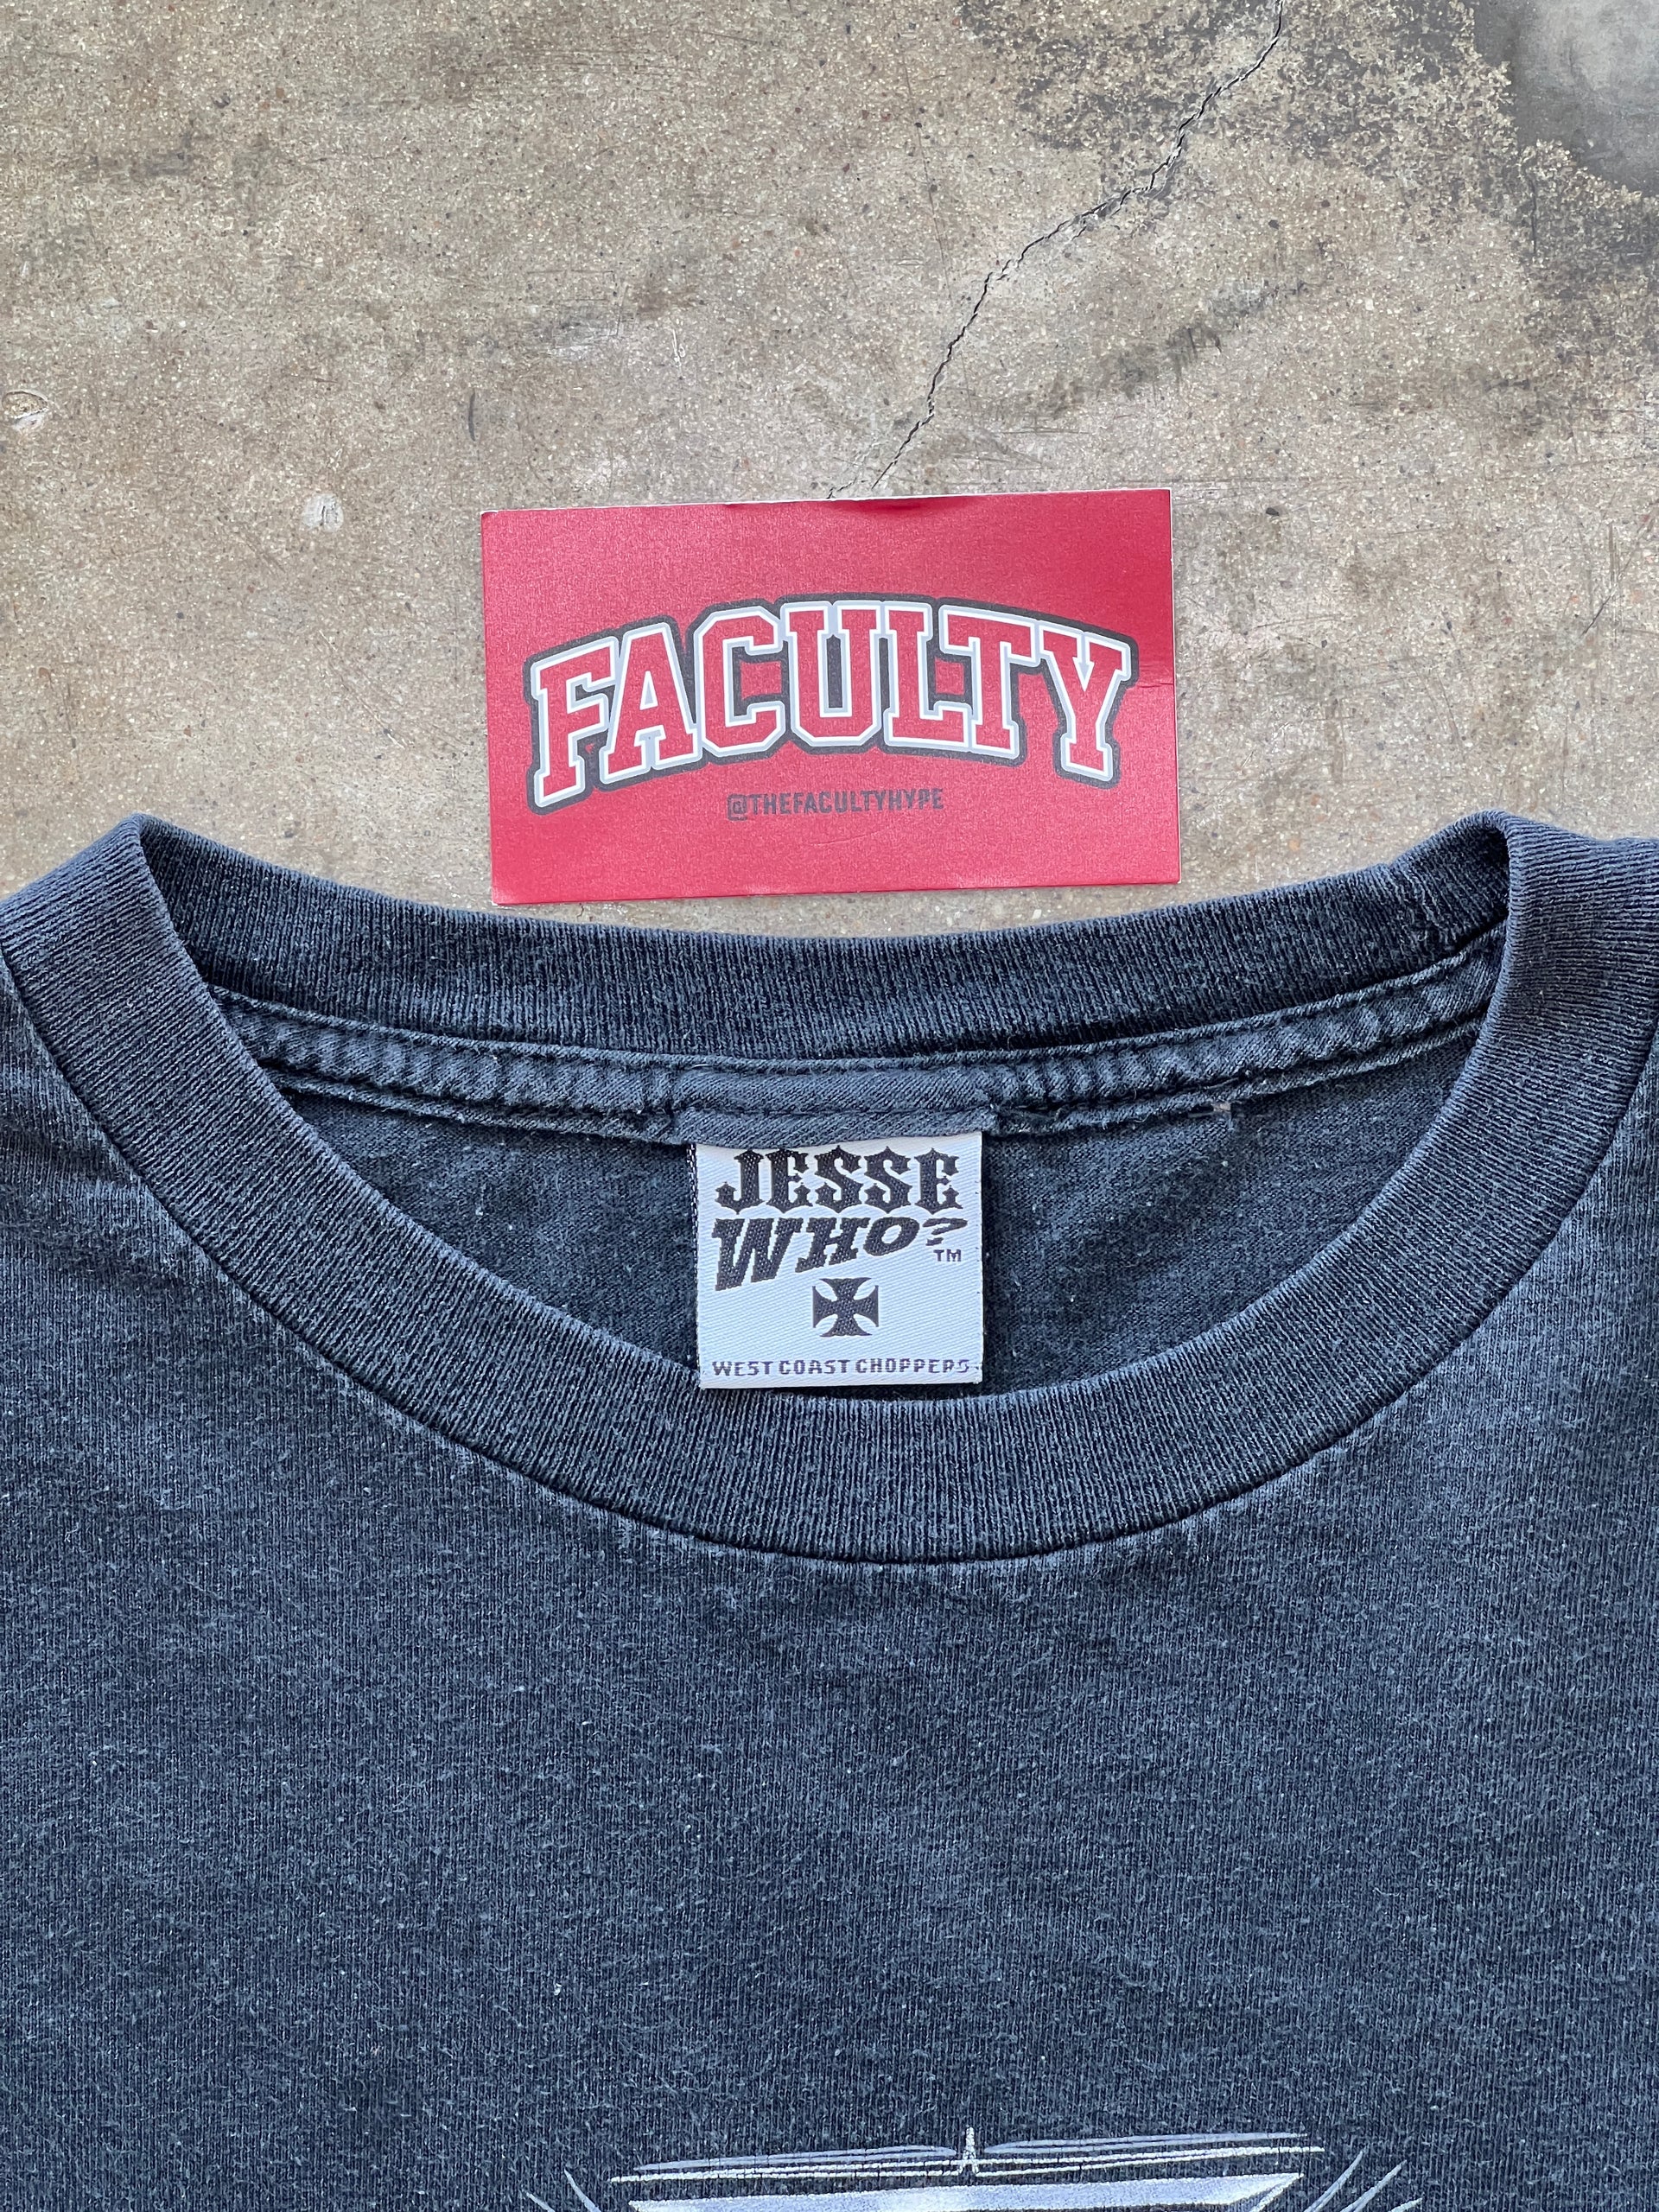 FACULTY
@THEFACULTYHYPE
JESSE
WHO?™
WEST COAST CHOPPERS